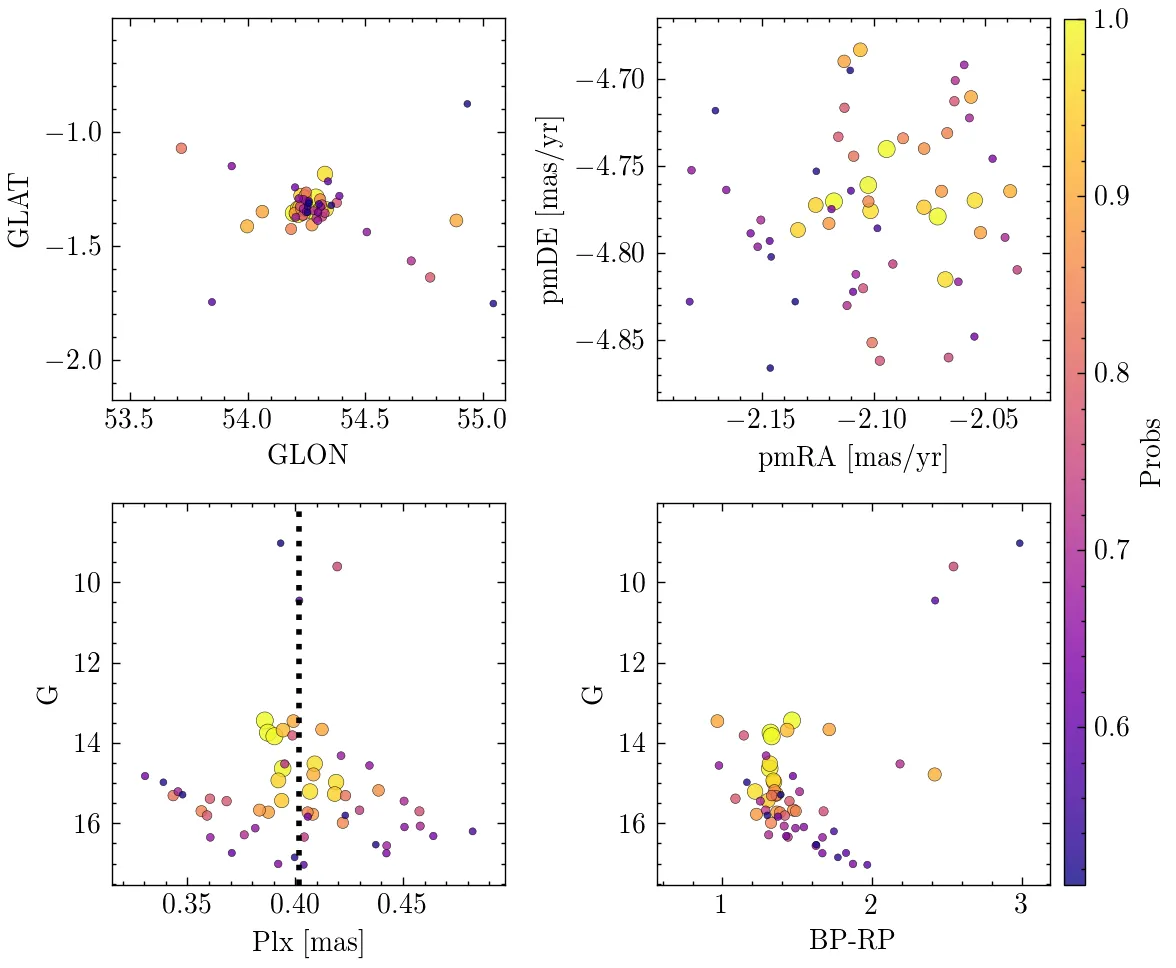 −1.0
−1.5
−2.0
GLAT
53.5 54.0 54.5 55.0
GLON
−4.70
−4.75
−4.80
−4.85
pmDE [mas/yr]
−2.15 −2.10 −2.05
pmRA [mas/yr]
10
12
14
16
G
0.35 0.40 0.45
Plx [mas]
10
12
14
16
G
1 2 3
BP-RP
1.0
0.9
0.8
0.7
0.6
Probs